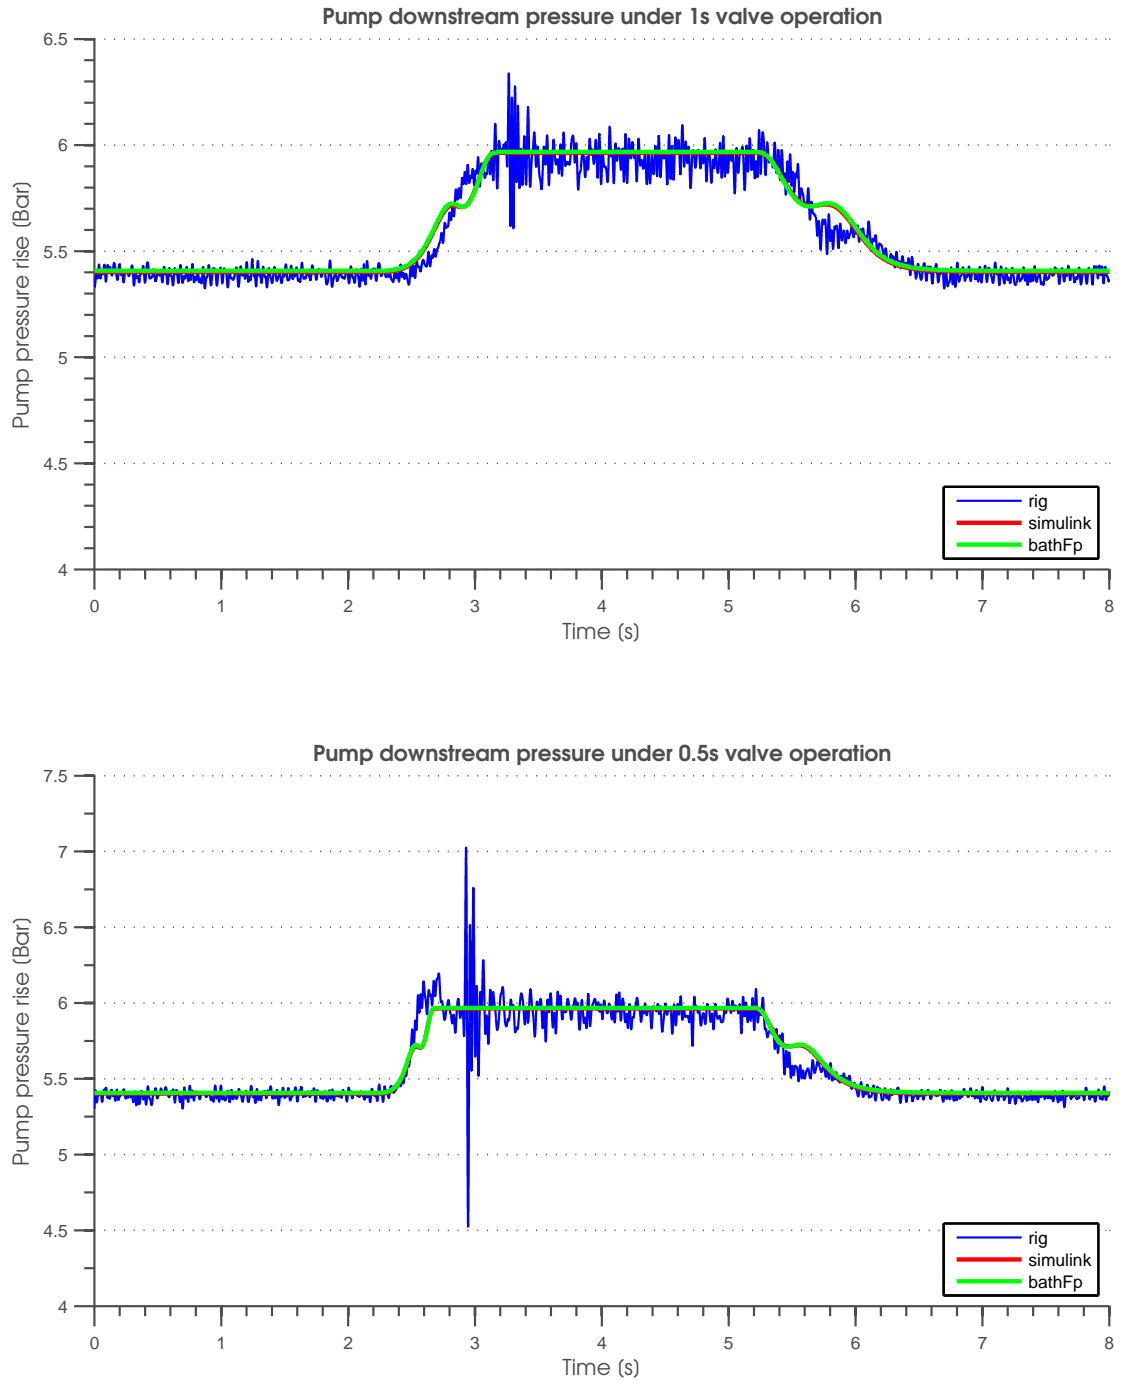 Pump downstream pressure under 1s valve operation
6.5
6
5.5
5
4.5
4
Pump pressure rise (Bar)
rig
simulink
bathFp
0 1 2 3 4 5 6 7 8
Time (s)
Pump downstream pressure under 0.5s valve operation
7.5
7
6.5
6
5.5
5
4.5
4
Pump pressure rise (Bar)
rig
simulink
bathFp
0 1 2 3 4 5 6 7 8
Time (s)